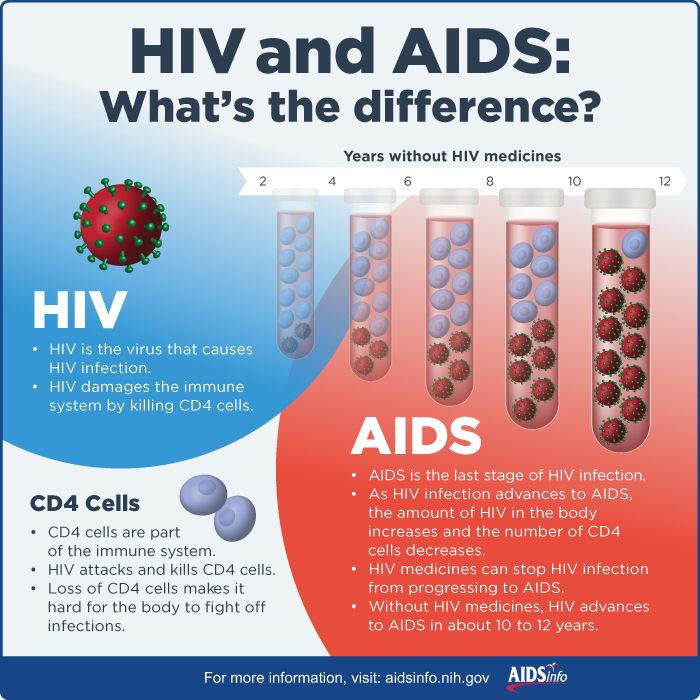 HIV and AIDS:
What's the difference?
Years without HIV medicines
2 4 6 8 10 12
HIV
• HIV is the virus that causes
HIV infection.
• HIV damages the immune
system by killing CD4 cells.
AIDS
• AIDS is the last stage of HIV infection.
• As HIV infection advances to AIDS,
the amount of HIV in the body
increases and the number of CD4
cells decreases.
• HIV medicines can stop HIV infection
from progressing to AIDS.
• Without HIV medicines, HIV advances
to AIDS in about 10 to 12 years.
CD4 Cells
• CD4 cells are part
of the immune system.
• HIV attacks and kills CD4 cells.
• Loss of CD4 cells makes it
hard for the body to fight off
infections.
For more information, visit: aidsinfo.nih.gov
AIDSinfo